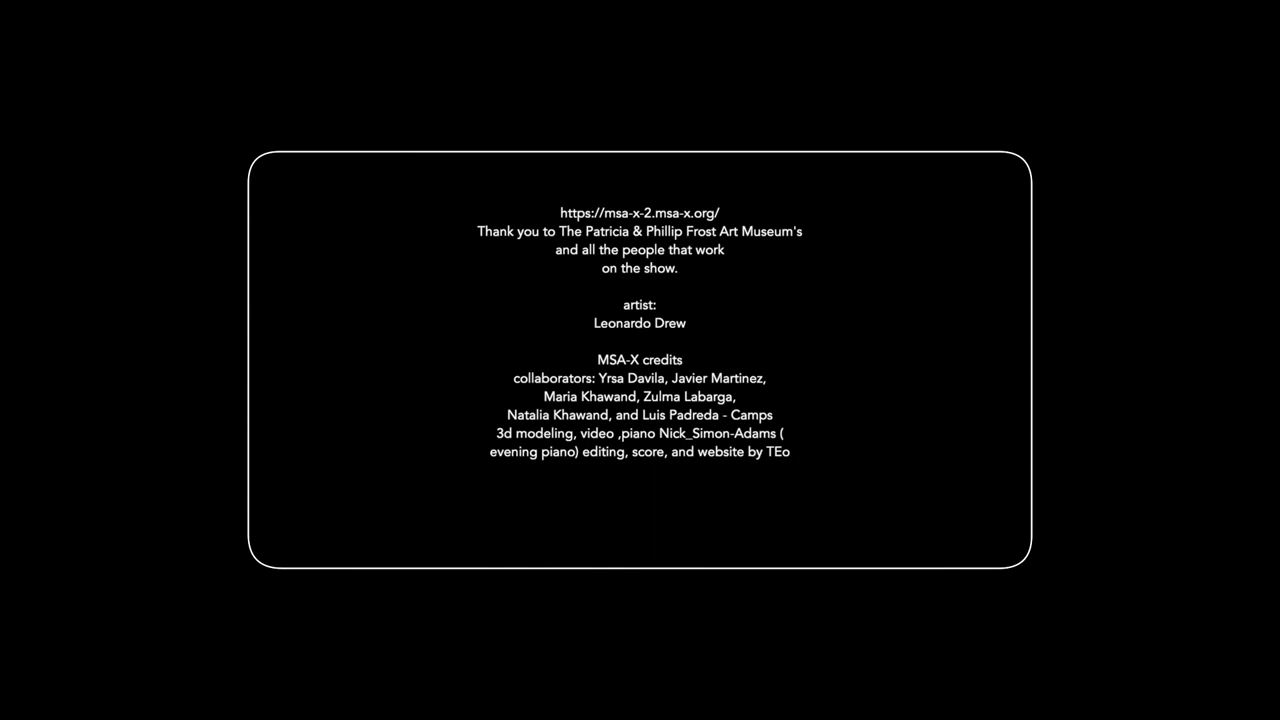 https://msa-x-2.msa-x.org/
Thank you to The Patricia & Phillip Frost Art Museum's
and all the people that work
on the show.
artist:
Leonardo Drew
MSA-X credits
collaborators: Yrsa Davila, Javier Martinez,
Maria Khawand, Zulma Labarga,
Natalia Khawand, and Luis Padreda - Camps
3d modeling, video ,piano Nick_Simon-Adams (
evening piano) editing, score, and website by TEo